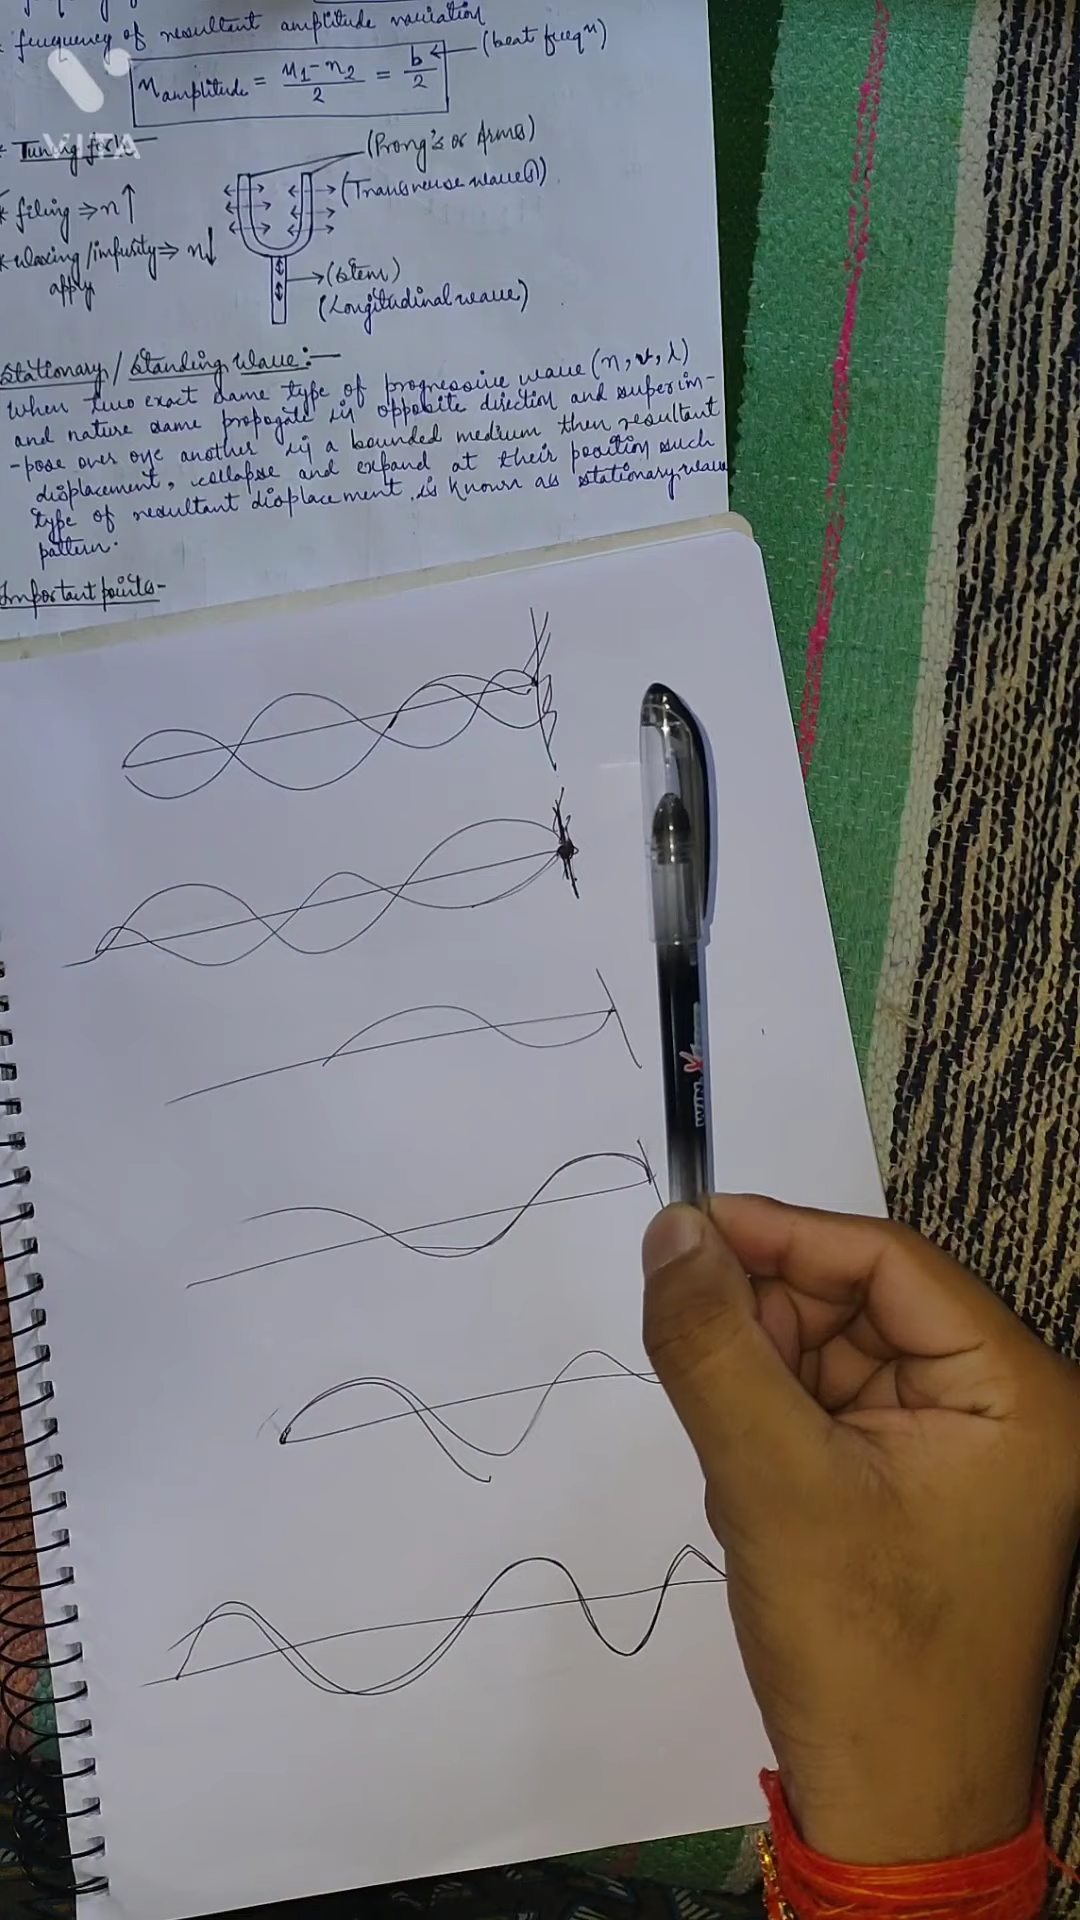 frequency of resultant amplitude variation
n amplitude = n1-n2/2 = b/2 ← (beat freqⁿ)
VITA
* Tuning fork
(Prong's or Arms)
(Transverse wave(s))
* filing ⇒ n↑
* waxing/impurity ⇒ n↓
apply
(stem)
(Longitudinal wave)
Stationary/Standing Wave:—
When two exact same type of progressive wave (n, v, λ)
and nature same propagate in opposite direction and superim-
-pose over one another in a bounded medium then resultant
displacement, collapse and expand at their position such
type of resultant displacement is known as stationary wave
pattern.
Important points-
WIN